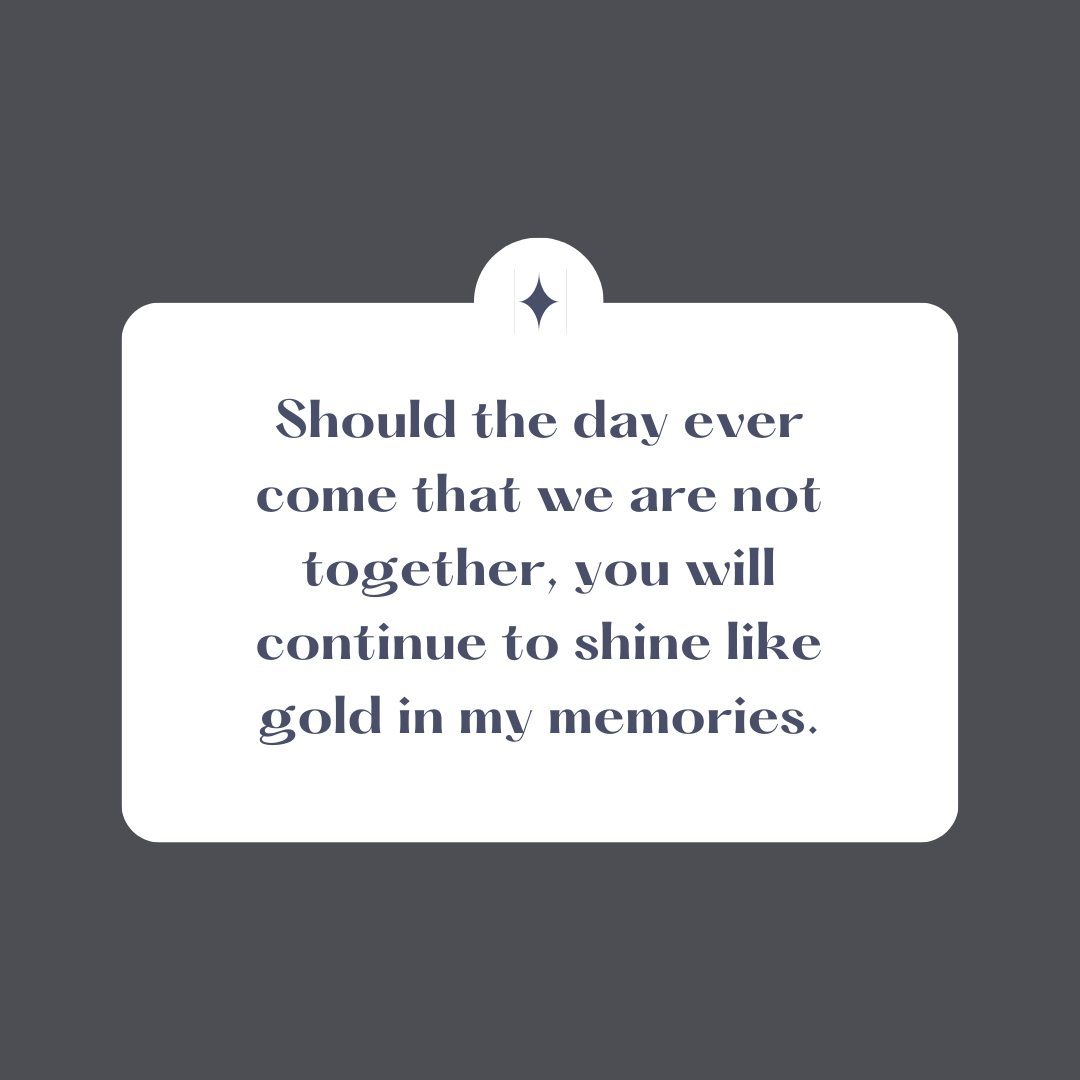 Should the day ever
come that we are not
together, you will
continue to shine like
gold in my memories.